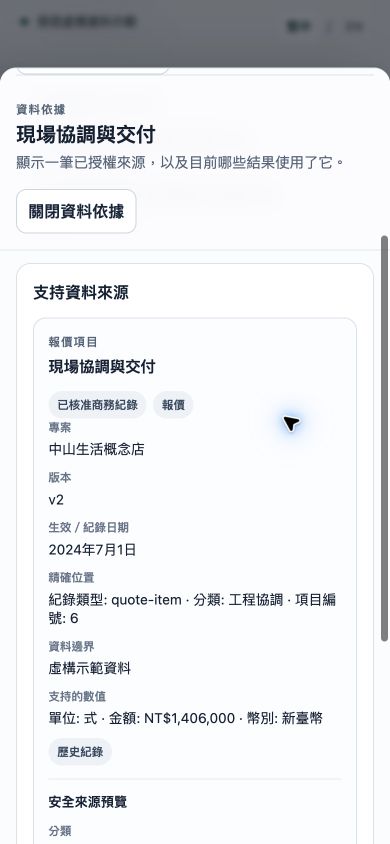 資料依據
現場協調與交付
顯示一筆已授權來源，以及目前哪些結果使用了它。
關閉資料依據
支持資料來源
報價項目
現場協調與交付
已核准商務紀錄 報價
專案
中山生活概念店
版本
v2
生效 / 紀錄日期
2024年7月1日
精確位置
紀錄類型: quote-item · 分類: 工程協調 · 項目編
號: 6
資料邊界
虛構示範資料
支持的數值
單位: 式 · 金額: NT$1,406,000 · 幣別: 新臺幣
歷史紀錄
安全來源預覽
分類